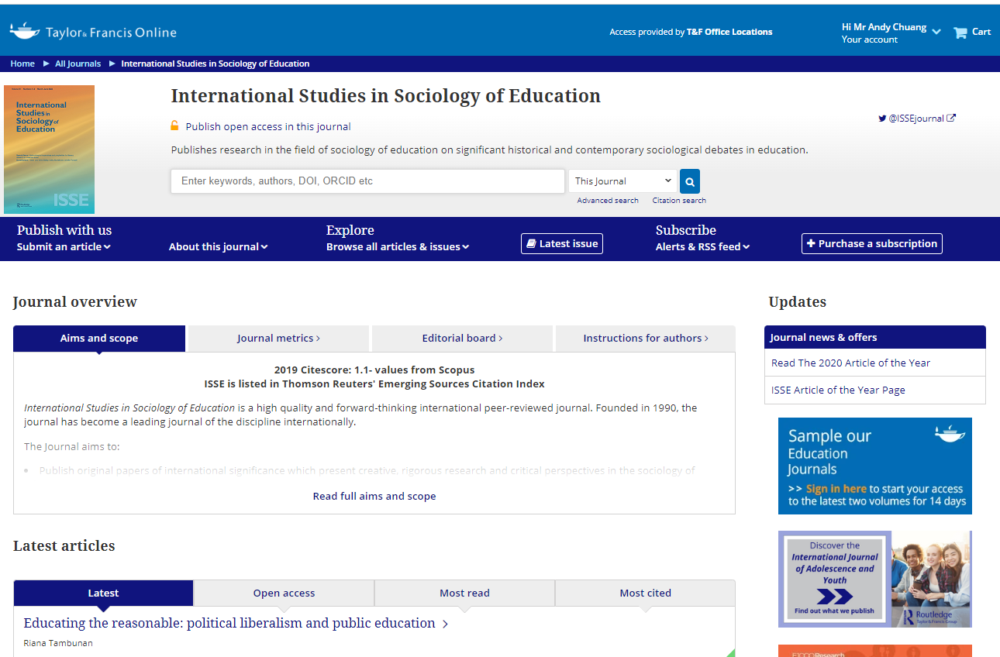 Taylor & Francis Online
Access provided by T&F Office Locations
Hi Mr Andy Chuang
Your account
Cart
Home
All Journals
International Studies in Sociology of Education
International
Studies in
Sociology of
Education
ISSE
International Studies in Sociology of Education
Publish open access in this journal
@ISSEjournal
Publishes research in the field of sociology of education on significant historical and contemporary sociological debates in education.
Enter keywords, authors, DOI, ORCID etc
This Journal
Advanced search
Citation search
Publish with us
Submit an article
About this journal
Explore
Browse all articles & issues
Latest issue
Subscribe
Alerts & RSS feed
Purchase a subscription
Journal overview
Aims and scope
Journal metrics
Editorial board
Instructions for authors
2019 Citescore: 1.1- values from Scopus
ISSE is listed in Thomson Reuters' Emerging Sources Citation Index
International Studies in Sociology of Education is a high quality and forward-thinking international peer-reviewed journal. Founded in 1990, the
journal has become a leading journal of the discipline internationally.
The Journal aims to:
Publish original papers of international significance which present creative, rigorous research and critical perspectives in the sociology of
Read full aims and scope
Latest articles
Latest
Open access
Most read
Most cited
Educating the reasonable: political liberalism and public education
Riana Tambunan
Updates
Journal news & offers
Read The 2020 Article of the Year
ISSE Article of the Year Page
Sample our
Education
Journals
>> Sign in here to start your access
to the latest two volumes for 14 days
Discover the
International Journal
of Adolescence and
Youth
Find out what we publish
Routledge
Taylor & Francis Group